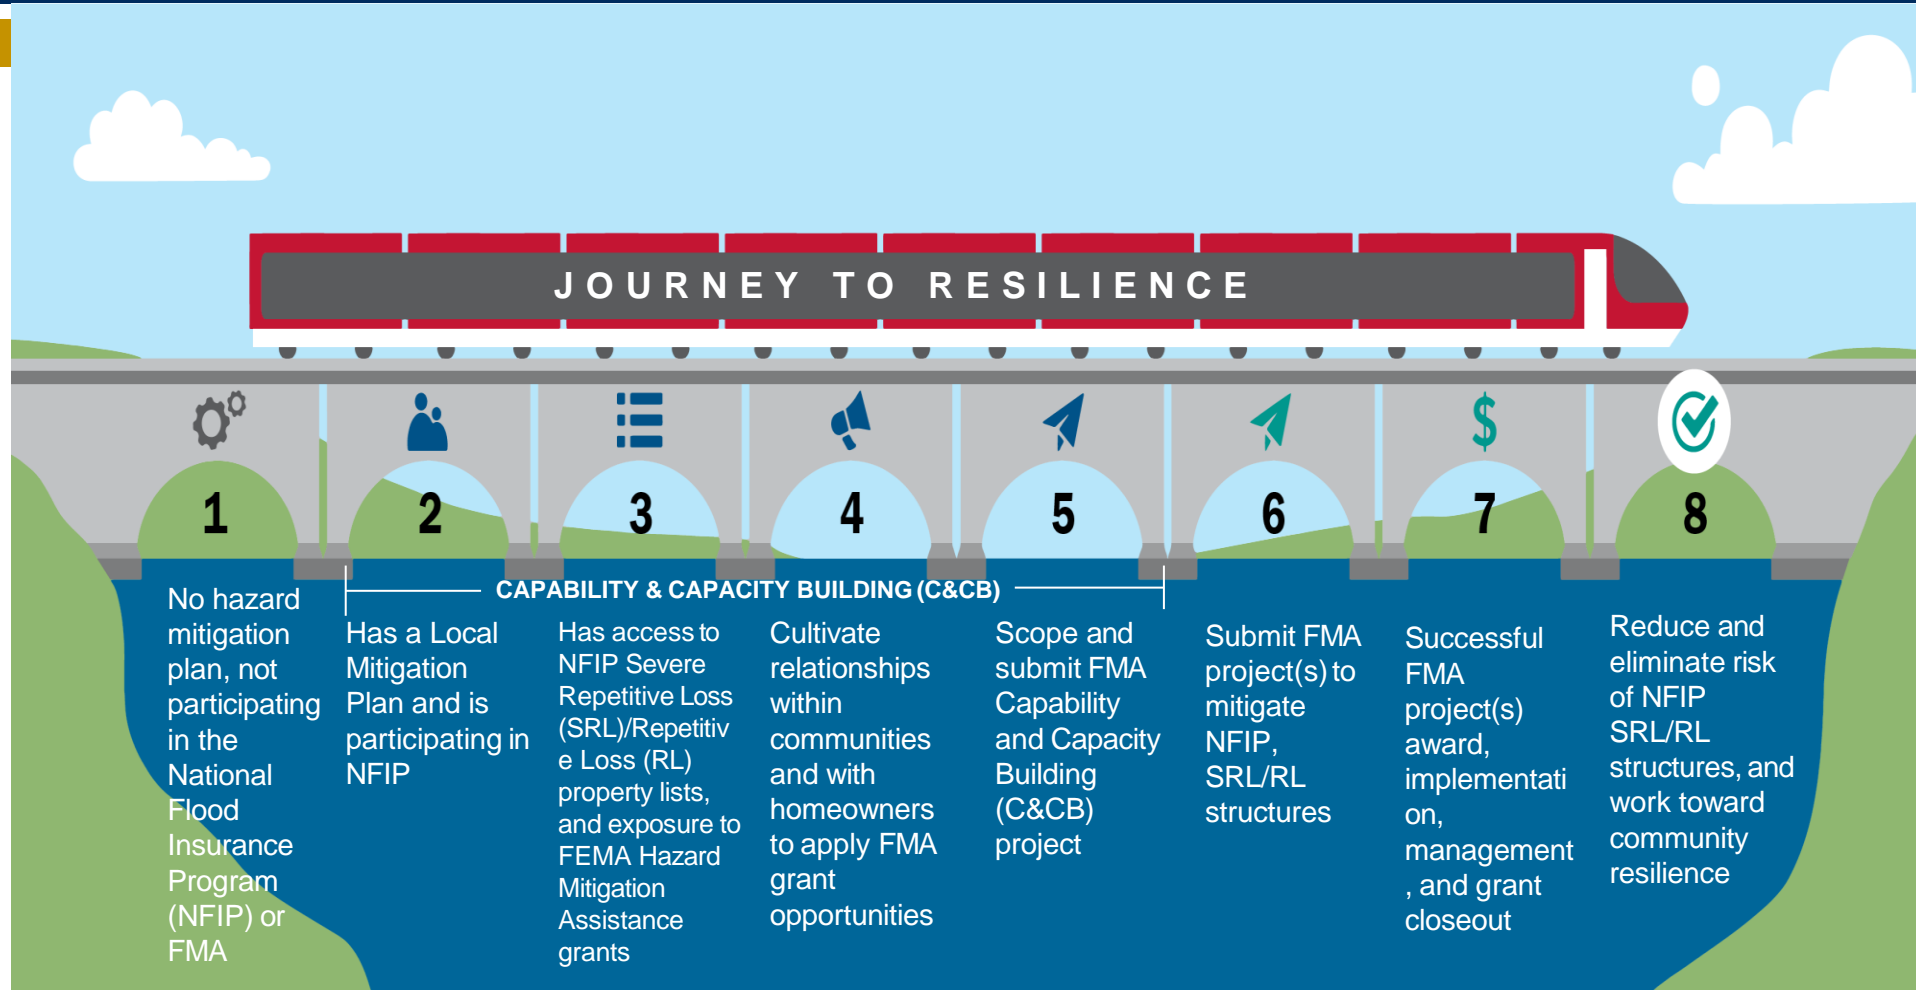 JOURNEY TO RESILIENCE
1
2
3
4
5
6
7
8
CAPABILITY & CAPACITY BUILDING (C&CB)
No hazard
mitigation
plan, not
participating
in the
National
Flood
Insurance
Program
(NFIP) or
FMA
Has a Local
Mitigation
Plan and is
participating in
NFIP
Has access to
NFIP Severe
Repetitive Loss
(SRL)/Repetitiv
e Loss (RL)
property lists,
and exposure to
FEMA Hazard
Mitigation
Assistance
grants
Cultivate
relationships
within
communities
and with
homeowners
to apply FMA
grant
opportunities
Scope and
submit FMA
Capability
and Capacity
Building
(C&CB)
project
Submit FMA
project(s) to
mitigate
NFIP,
SRL/RL
structures
Successful
FMA
project(s)
award,
implementati
on,
management
, and grant
closeout
Reduce and
eliminate risk
of NFIP
SRL/RL
structures, and
work toward
community
resilience